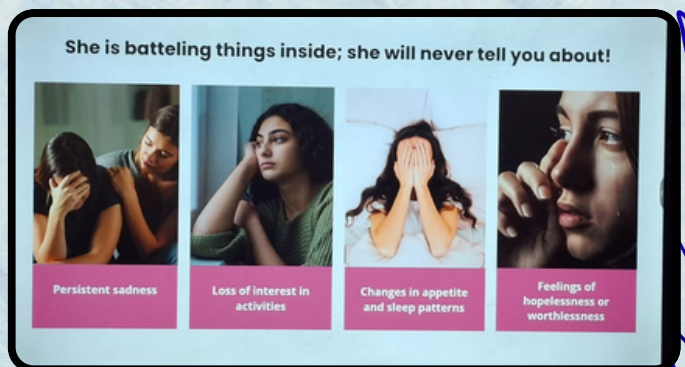 She is batteling things inside; she will never tell you about!
Persistent sadness
Loss of interest in
activities
Changes in appetite
and sleep patterns
Feelings of
hopelessness or
worthlessness